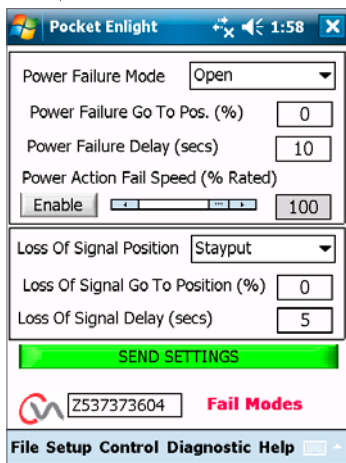 Pocket Enlight 1:58
Power Failure Mode Open
Power Failure Go To Pos. (%) 0
Power Failure Delay (secs) 10
Power Action Fail Speed (% Rated)
Enable 100
Loss Of Signal Position Stayput
Loss Of Signal Go To Position (%) 0
Loss Of Signal Delay (secs) 5
SEND SETTINGS
Z537373604 Fail Modes
File Setup Control Diagnostic Help